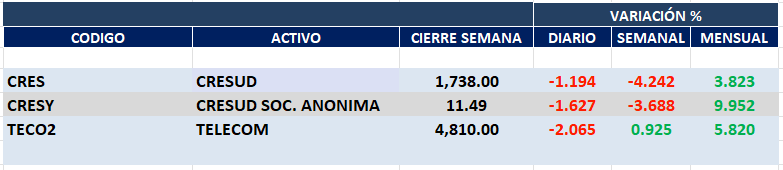 VARIACIÓN %
CODIGO ACTIVO CIERRE SEMANA DIARIO SEMANAL MENSUAL
CRES CRESUD 1,738.00 -1.194 -4.242 3.823
CRESY CRESUD SOC. ANONIMA 11.49 -1.627 -3.688 9.952
TECO2 TELECOM 4,810.00 -2.065 0.925 5.820